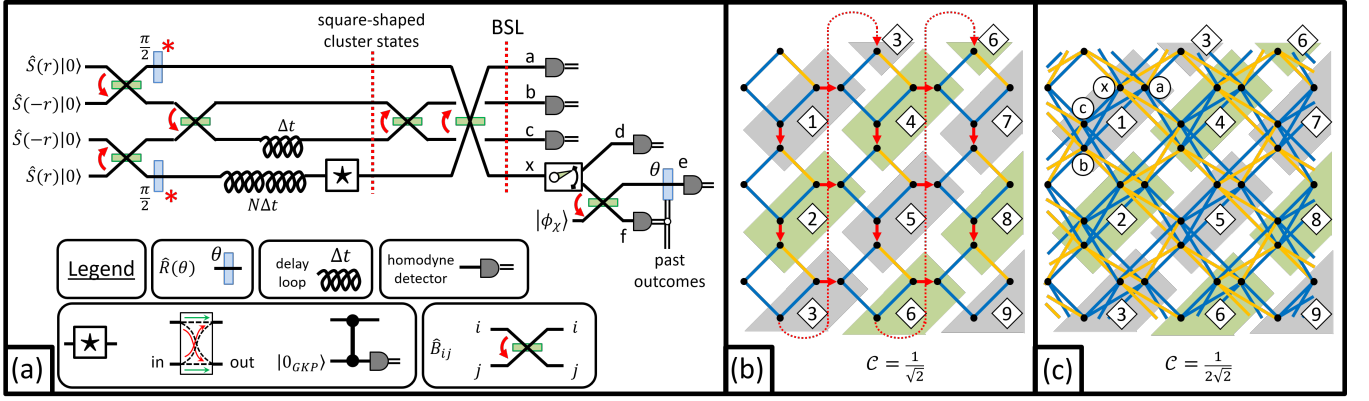 square-shaped
cluster states
BSL
π/2 *
Ŝ(r)|0⟩
Ŝ(−r)|0⟩
Ŝ(−r)|0⟩
Ŝ(r)|0⟩
π/2 *
Δt
NΔt
a
b
c
x
d
θ
e
|ϕχ⟩
f
past
outcomes
Legend
R̂(θ)
θ
delay
loop
Δt
homodyne
detector
in
out
|0GKP⟩
B̂ij
i
i
j
j
(a)
3
6
1
4
7
2
5
8
3
6
9
(b)
𝒞 = 1/√2
3
6
x
a
c
1
4
7
b
2
5
8
3
6
9
(c)
𝒞 = 1/2√2